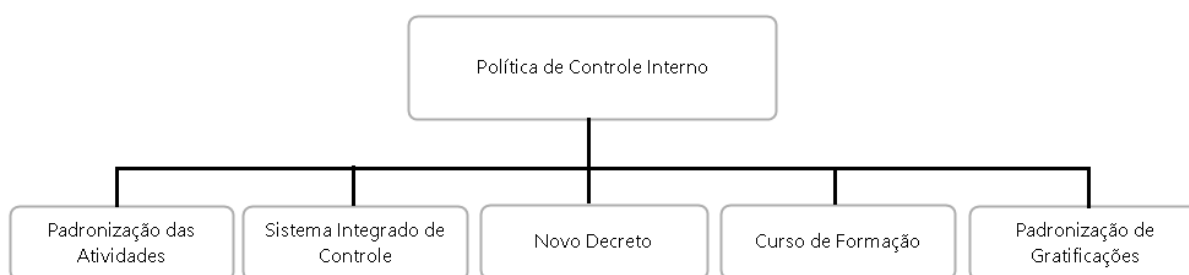 Política de Controle Interno
Padronização das
Atividades
Sistema Integrado de
Controle
Novo Decreto
Curso de Formação
Padronização de
Gratificações